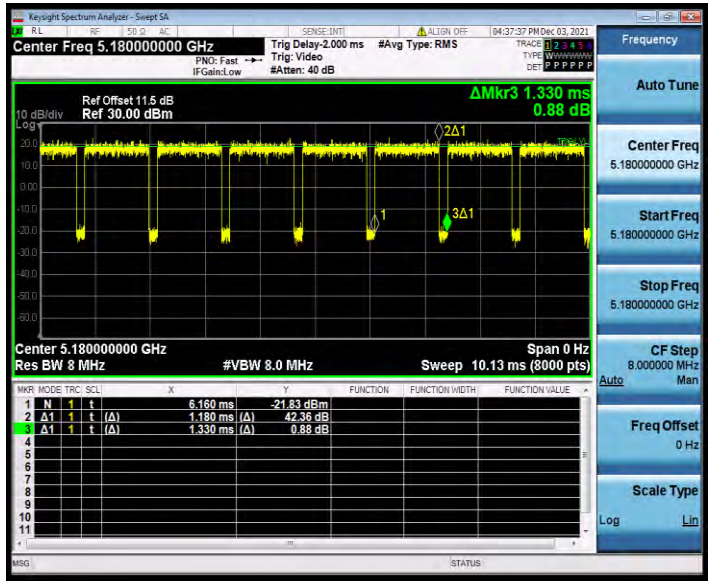 Keysight Spectrum Analyzer - Swept SA
RL RF 50 Ω AC SENSE:INT ALIGN OFF 04:37:37 PM Dec 03, 2021
Center Freq 5.180000000 GHz
PNO: Fast
IFGain:Low
Trig Delay-2.000 ms
Trig: Video
#Atten: 40 dB
#Avg Type: RMS
TRACE 1 2 3 4 5 6
TYPE WWWWWW
DET P P P P P P
Ref Offset 11.5 dB
10 dB/div Ref 30.00 dBm
Log
ΔMkr3 1.330 ms
0.88 dB
20.0
10.0
0.00
-10.0
-20.0
-30.0
-40.0
-50.0
-60.0
2Δ1
1
3Δ1
Center 5.180000000 GHz Span 0 Hz
Res BW 8 MHz #VBW 8.0 MHz Sweep 10.13 ms (8000 pts)
MKR MODE TRC SCL X Y FUNCTION FUNCTION WIDTH FUNCTION VALUE
1 N 1 t 6.160 ms -21.83 dBm
2 Δ1 1 t (Δ) 1.180 ms (Δ) 42.36 dB
3 Δ1 1 t (Δ) 1.330 ms (Δ) 0.88 dB
4
5
6
7
8
9
10
11
MSG STATUS
Frequency
Auto Tune
Center Freq
5.180000000 GHz
Start Freq
5.180000000 GHz
Stop Freq
5.180000000 GHz
CF Step
8.000000 MHz
Auto Man
Freq Offset
0 Hz
Scale Type
Log Lin